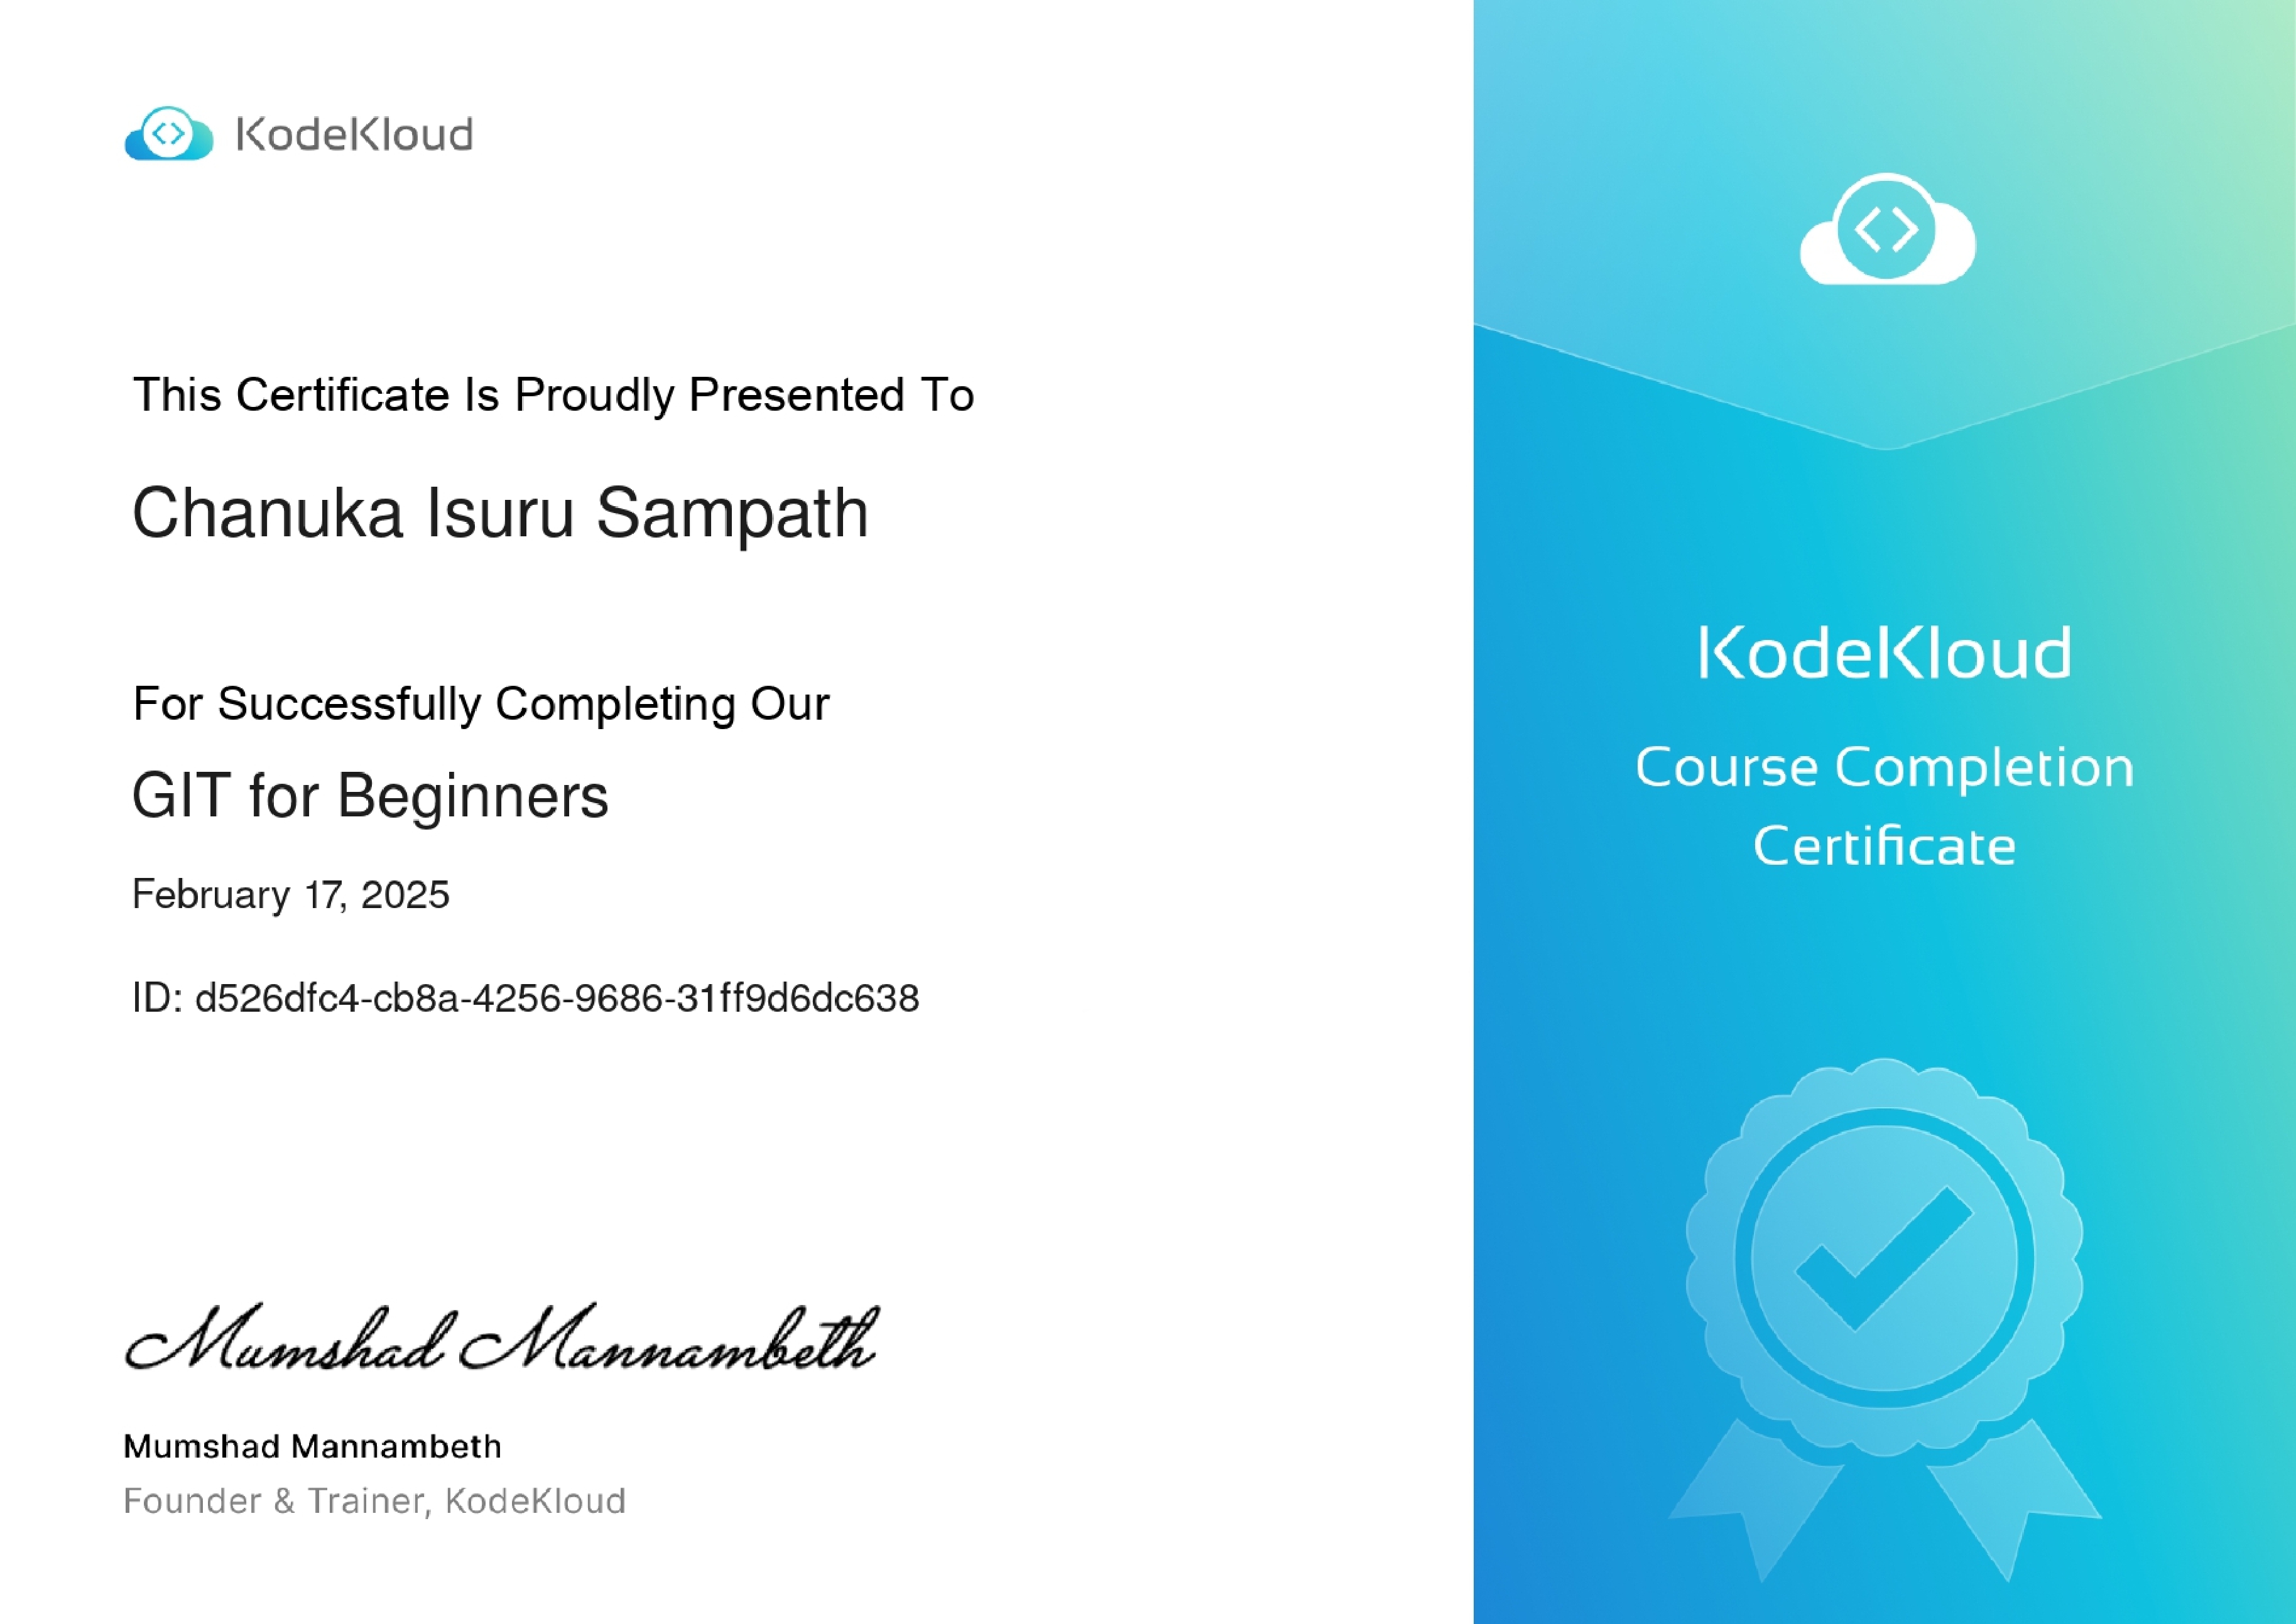 KodeKloud
This Certificate Is Proudly Presented To
Chanuka Isuru Sampath
For Successfully Completing Our
GIT for Beginners
February 17, 2025
ID: d526dfc4-cb8a-4256-9686-31ff9d6dc638
Mumshad Mannambeth
Mumshad Mannambeth
Founder & Trainer, KodeKloud
KodeKloud
Course Completion
Certificate